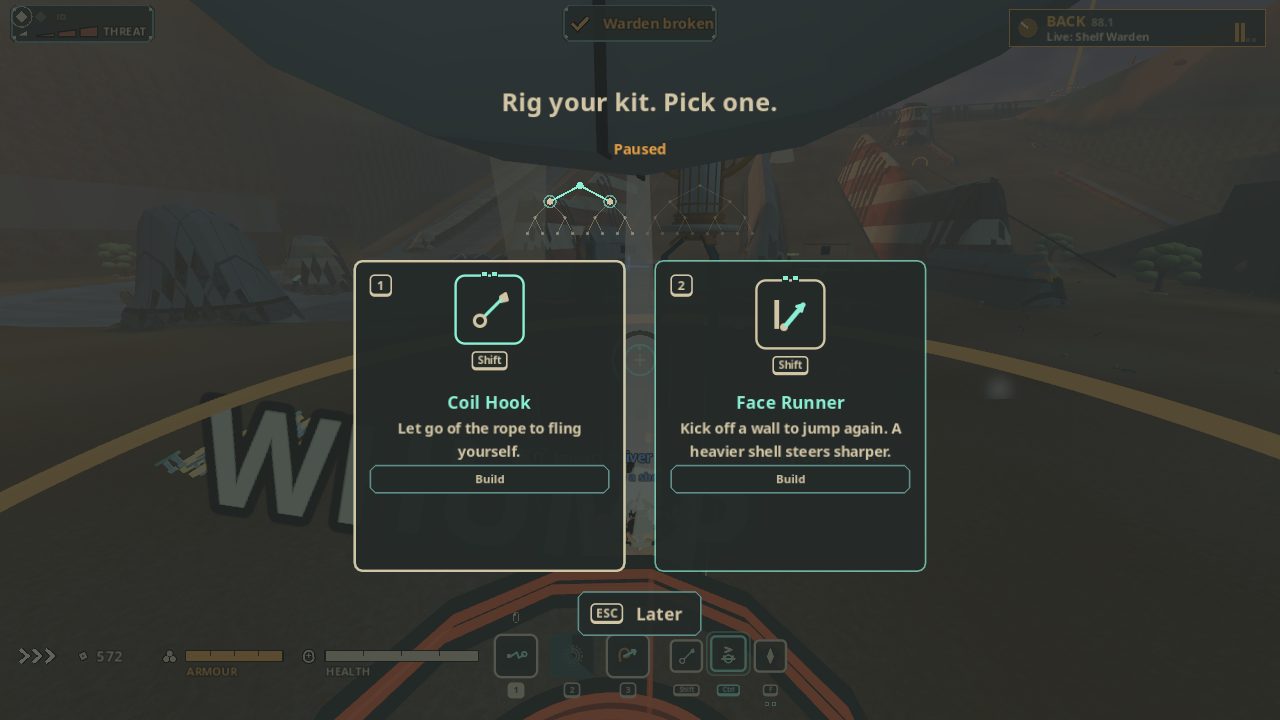 10
THREAT
Warden broken
BACK 88.1
Live: Shelf Warden
Rig your kit. Pick one.
Paused
1
Shift
Coil Hook
Let go of the rope to fling
yourself.
Build
2
Shift
Face Runner
Kick off a wall to jump again. A
heavier shell steers sharper.
Build
ESC Later
572
ARMOUR
HEALTH
1
2
3
Shift
Ctrl
F